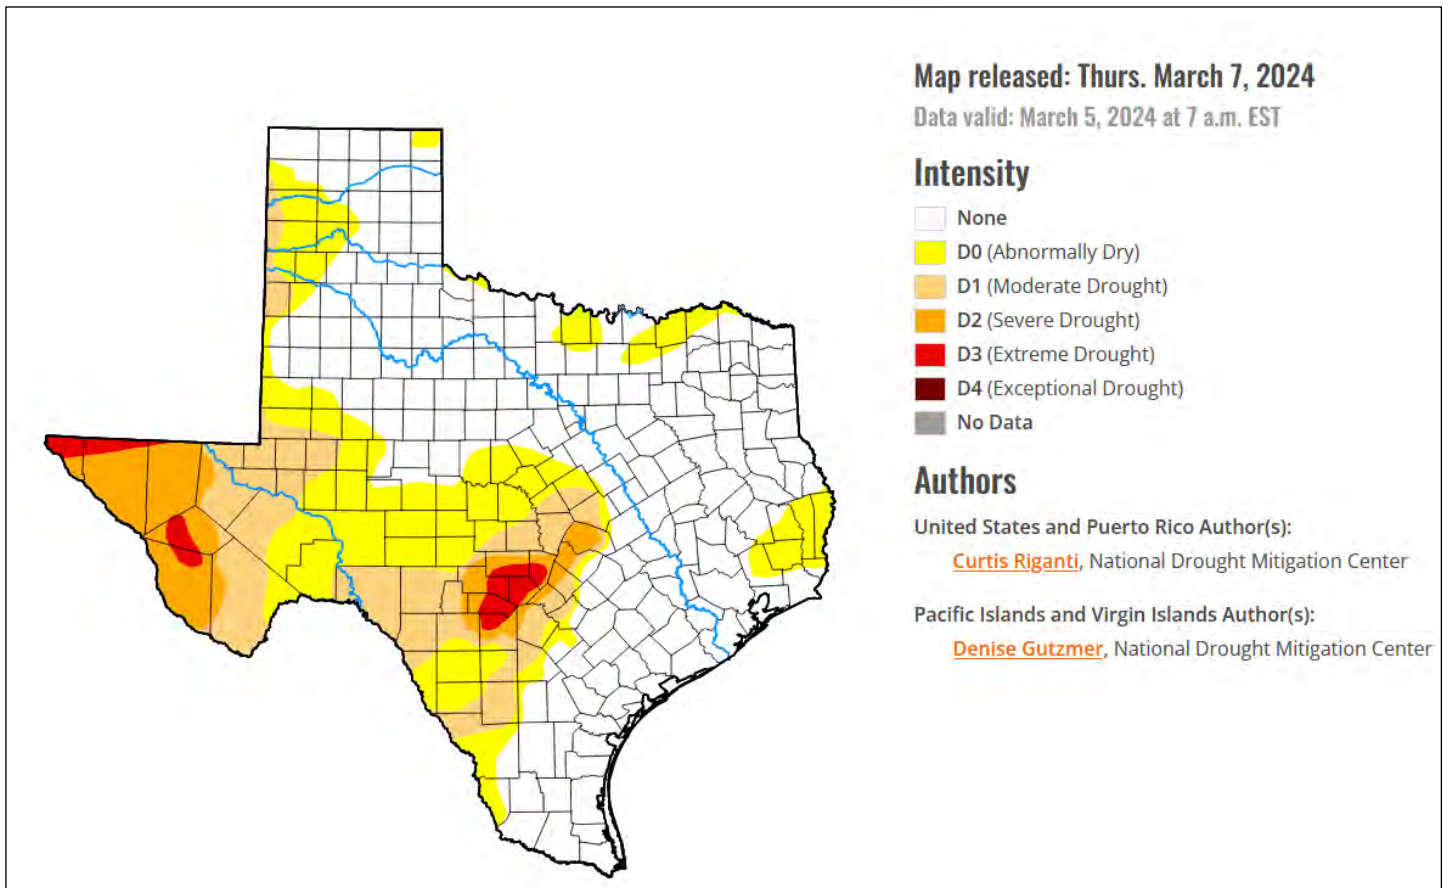 Map released: Thurs. March 7, 2024
Data valid: March 5, 2024 at 7 a.m. EST
Intensity
None
D0 (Abnormally Dry)
D1 (Moderate Drought)
D2 (Severe Drought)
D3 (Extreme Drought)
D4 (Exceptional Drought)
No Data
Authors
United States and Puerto Rico Author(s):
Curtis Riganti, National Drought Mitigation Center
Pacific Islands and Virgin Islands Author(s):
Denise Gutzmer, National Drought Mitigation Center